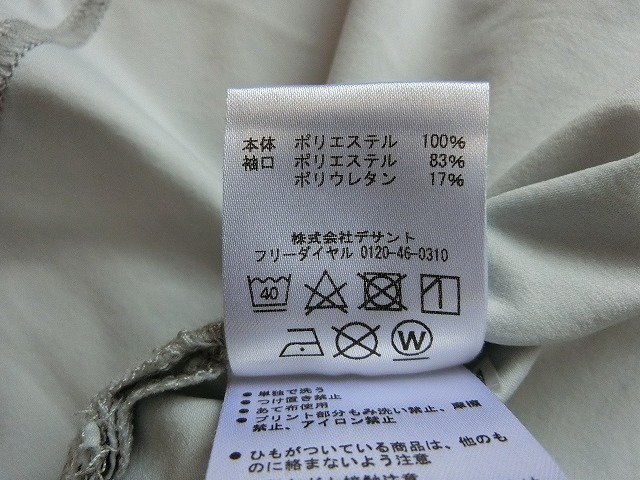 本体 ポリエステル 100%
袖口 ポリエステル 83%
ポリウレタン 17%
株式会社デサント
フリーダイヤル 0120-46-0310
40
W
● 単独で洗う
● つけ置き禁止
● あて布使用
● プリント部分もみ洗い禁止、摩擦
禁止、アイロン禁止
● ひもがついている商品は、他のも
のに絡まないよう注意